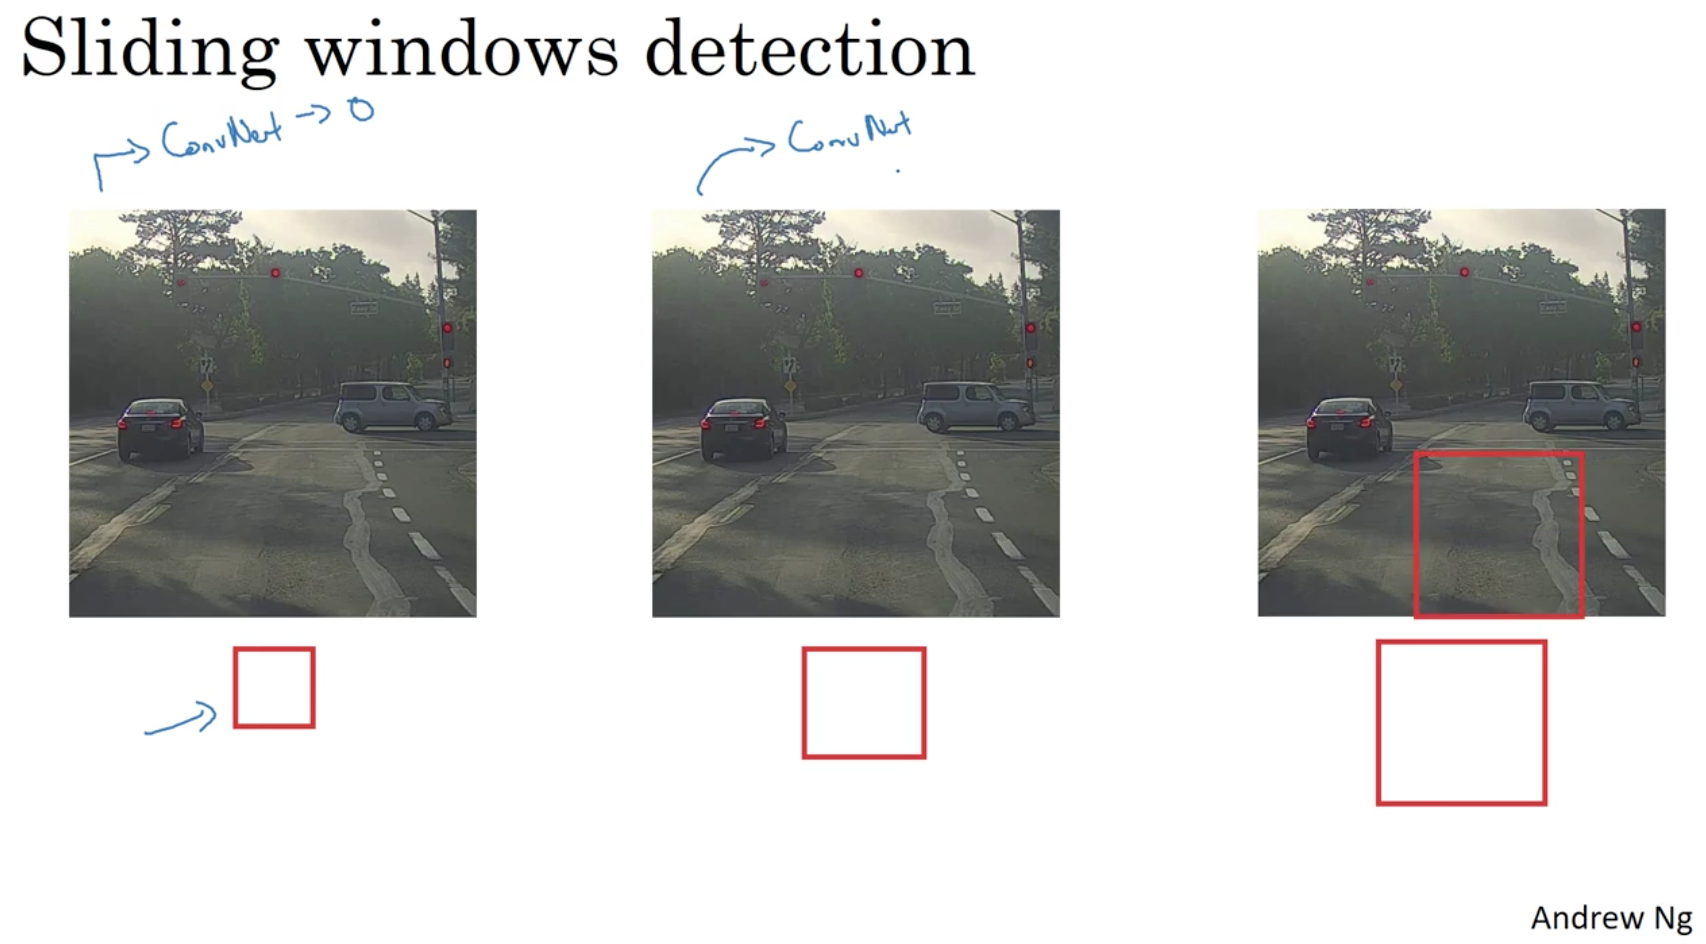 Sliding windows detection
→ ConvNet → 0
→ ConvNet
Andrew Ng